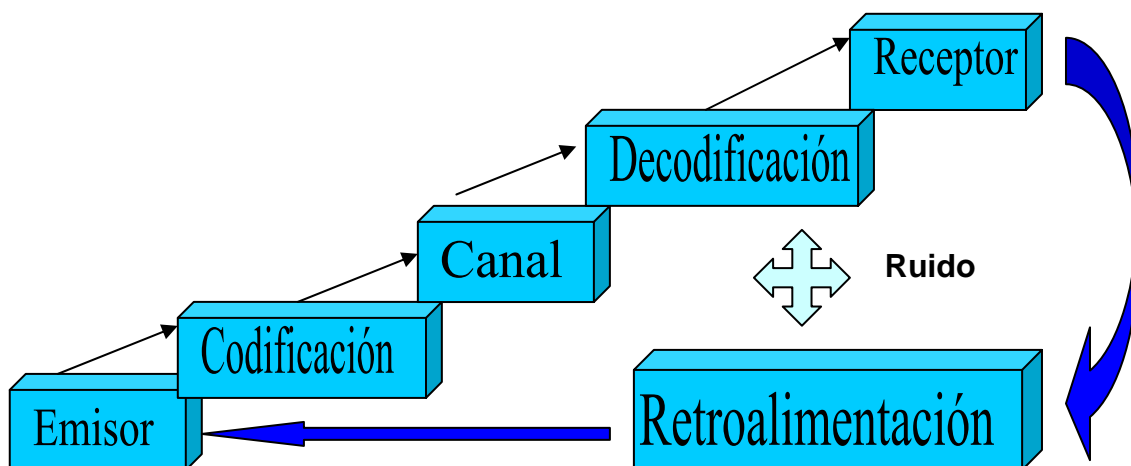 Receptor
Decodificación
Canal
Ruido
Codificación
Retroalimentación
Emisor